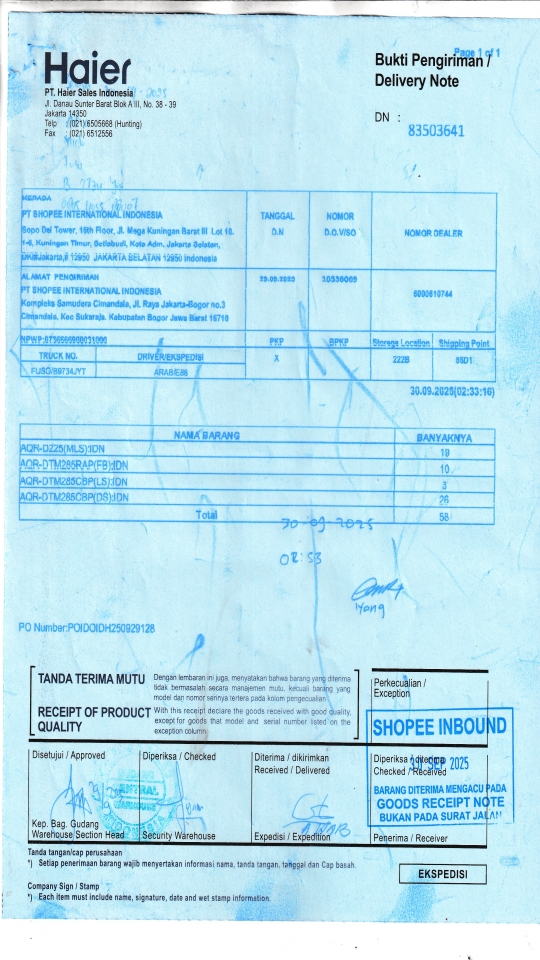 Page 1 of 1
Haier
Bukti Pengiriman /
Delivery Note
PT. Haier Sales Indonesia
Jl. Danau Sunter Barat Blok A III, No. 38 - 39
Jakarta 14350
Telp : (021) 6505668 (Hunting)
Fax : (021) 6512556
DN :
83503641
KEPADA
PT SHOPEE INTERNATIONAL INDONESIA
Sopo Del Tower, 15th Floor, Jl. Mega Kuningan Barat III Lot 10.
1-6, Kuningan Timur, Setiabudi, Kota Adm. Jakarta Selatan,
12950 JAKARTA SELATAN 12950 Indonesia
TANGGAL
D.N
NOMOR
D.O.V/SO
NOMOR DEALER
ALAMAT PENGIRIMAN
PT SHOPEE INTERNATIONAL INDONESIA
Kompleks Samudera Cimandala, JL Raya Jakarta-Bogor no.3
Cimandala, Kec Sukaraja. Kabupaten Bogor Jawa Barat 16710
29.09.2025
10536069
NPWP:
PKP
BPKP
Storege Location
Shipping Point
TRUCK NO.
DRIVER/EKSPEDISI
X
222B
FUSO/B9734JYT
30.09.2025(02:33:16)
NAMA BARANG
BANYAKNYA
AQR-D225(MLS):IDN
19
AQR-DTM285RAP(FB):IDN
10
AQR-DTM285CBP(LS):IDN
3
AQR-DTM285CBP(DS):IDN
26
Total
58
30-09-2025
02:53
Iyong
PO Number:POIDOIDH250929128
TANDA TERIMA MUTU
Dengan lembaran ini juga, menyatakan bahwa barang yang diterima
tidak bermasalah secara manajemen mutu, kecuali barang yang
model dan nomor serinya tertera pada kolom pengecualian
RECEIPT OF PRODUCT
QUALITY
With this receipt declare the goods received with good quality,
except for goods that model and serial number listed on the
exception column
Perkecualian /
Exception
SHOPEE INBOUND
SEP 2025
BARANG DITERIMA MENGACU PADA
GOODS RECEIPT NOTE
BUKAN PADA SURAT JALAN
Disetujui / Approved
Diperiksa / Checked
Diterima / dikirimkan
Received / Delivered
Diperiksa / diterima
Checked / Received
Kep. Bag. Gudang
Warehouse Section Head
Security Warehouse
Expedisi / Expedition
Penerima / Receiver
Tanda tangan/cap perusahaan
*) Setiap penerimaan barang wajib menyertakan informasi nama, tanda tangan, tanggal dan Cap basah.
EKSPEDISI
Company Sign / Stamp
*) Each item must include name, signature, date and wet stamp information.